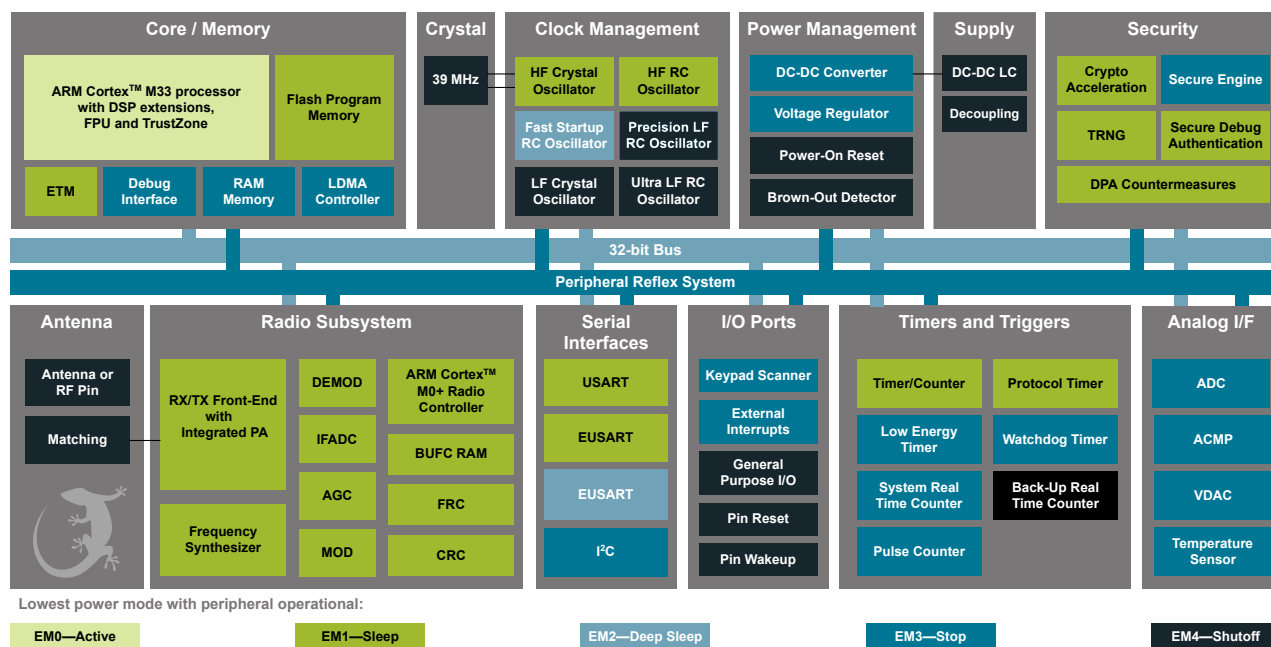 Core / Memory
ARM Cortex™ M33 processor
with DSP extensions,
FPU and TrustZone
Flash Program
Memory
ETM
Debug
Interface
RAM
Memory
LDMA
Controller
Crystal
39 MHz
Clock Management
HF Crystal
Oscillator
HF RC
Oscillator
Fast Startup
RC Oscillator
Precision LF
RC Oscillator
LF Crystal
Oscillator
Ultra LF RC
Oscillator
Power Management
DC-DC Converter
Voltage Regulator
Power-On Reset
Brown-Out Detector
Supply
DC-DC LC
Decoupling
Security
Crypto
Acceleration
Secure Engine
TRNG
Secure Debug
Authentication
DPA Countermeasures
32-bit Bus
Peripheral Reflex System
Antenna
Antenna or
RF Pin
Matching
Radio Subsystem
RX/TX Front-End
with
Integrated PA
Frequency
Synthesizer
DEMOD
IFADC
AGC
MOD
ARM Cortex™
M0+ Radio
Controller
BUFC RAM
FRC
CRC
Serial
Interfaces
USART
EUSART
EUSART
I²C
I/O Ports
Keypad Scanner
External
Interrupts
General
Purpose I/O
Pin Reset
Pin Wakeup
Timers and Triggers
Timer/Counter
Protocol Timer
Low Energy
Timer
Watchdog Timer
System Real
Time Counter
Back-Up Real
Time Counter
Pulse Counter
Analog I/F
ADC
ACMP
VDAC
Temperature
Sensor
Lowest power mode with peripheral operational:
EM0—Active
EM1—Sleep
EM2—Deep Sleep
EM3—Stop
EM4—Shutoff